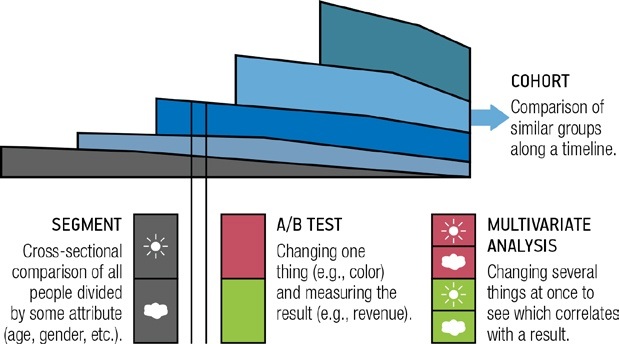 COHORT
Comparison of
similar groups
along a timeline.
SEGMENT
Cross-sectional
comparison of all
people divided
by some attribute
(age, gender, etc.).
A/B TEST
Changing one
thing (e.g., color)
and measuring the
result (e.g., revenue).
MULTIVARIATE
ANALYSIS
Changing several
things at once to
see which correlates
with a result.